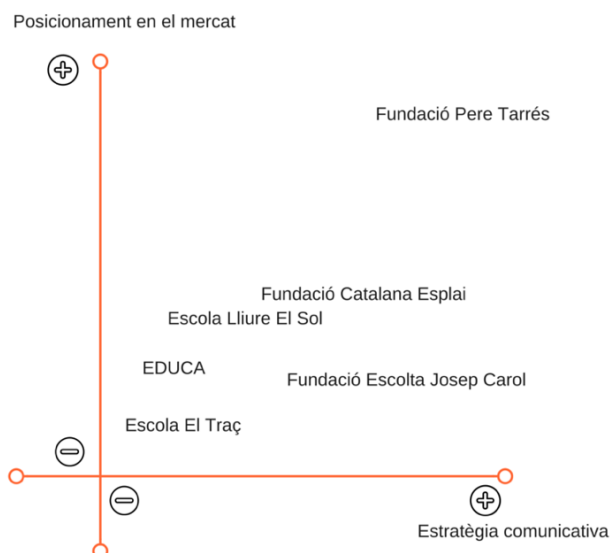 Posicionament en el mercat
Fundació Pere Tarrés
Fundació Catalana Esplai
Escola Lliure El Sol
EDUCA
Fundació Escolta Josep Carol
Escola El Traç
Estratègia comunicativa